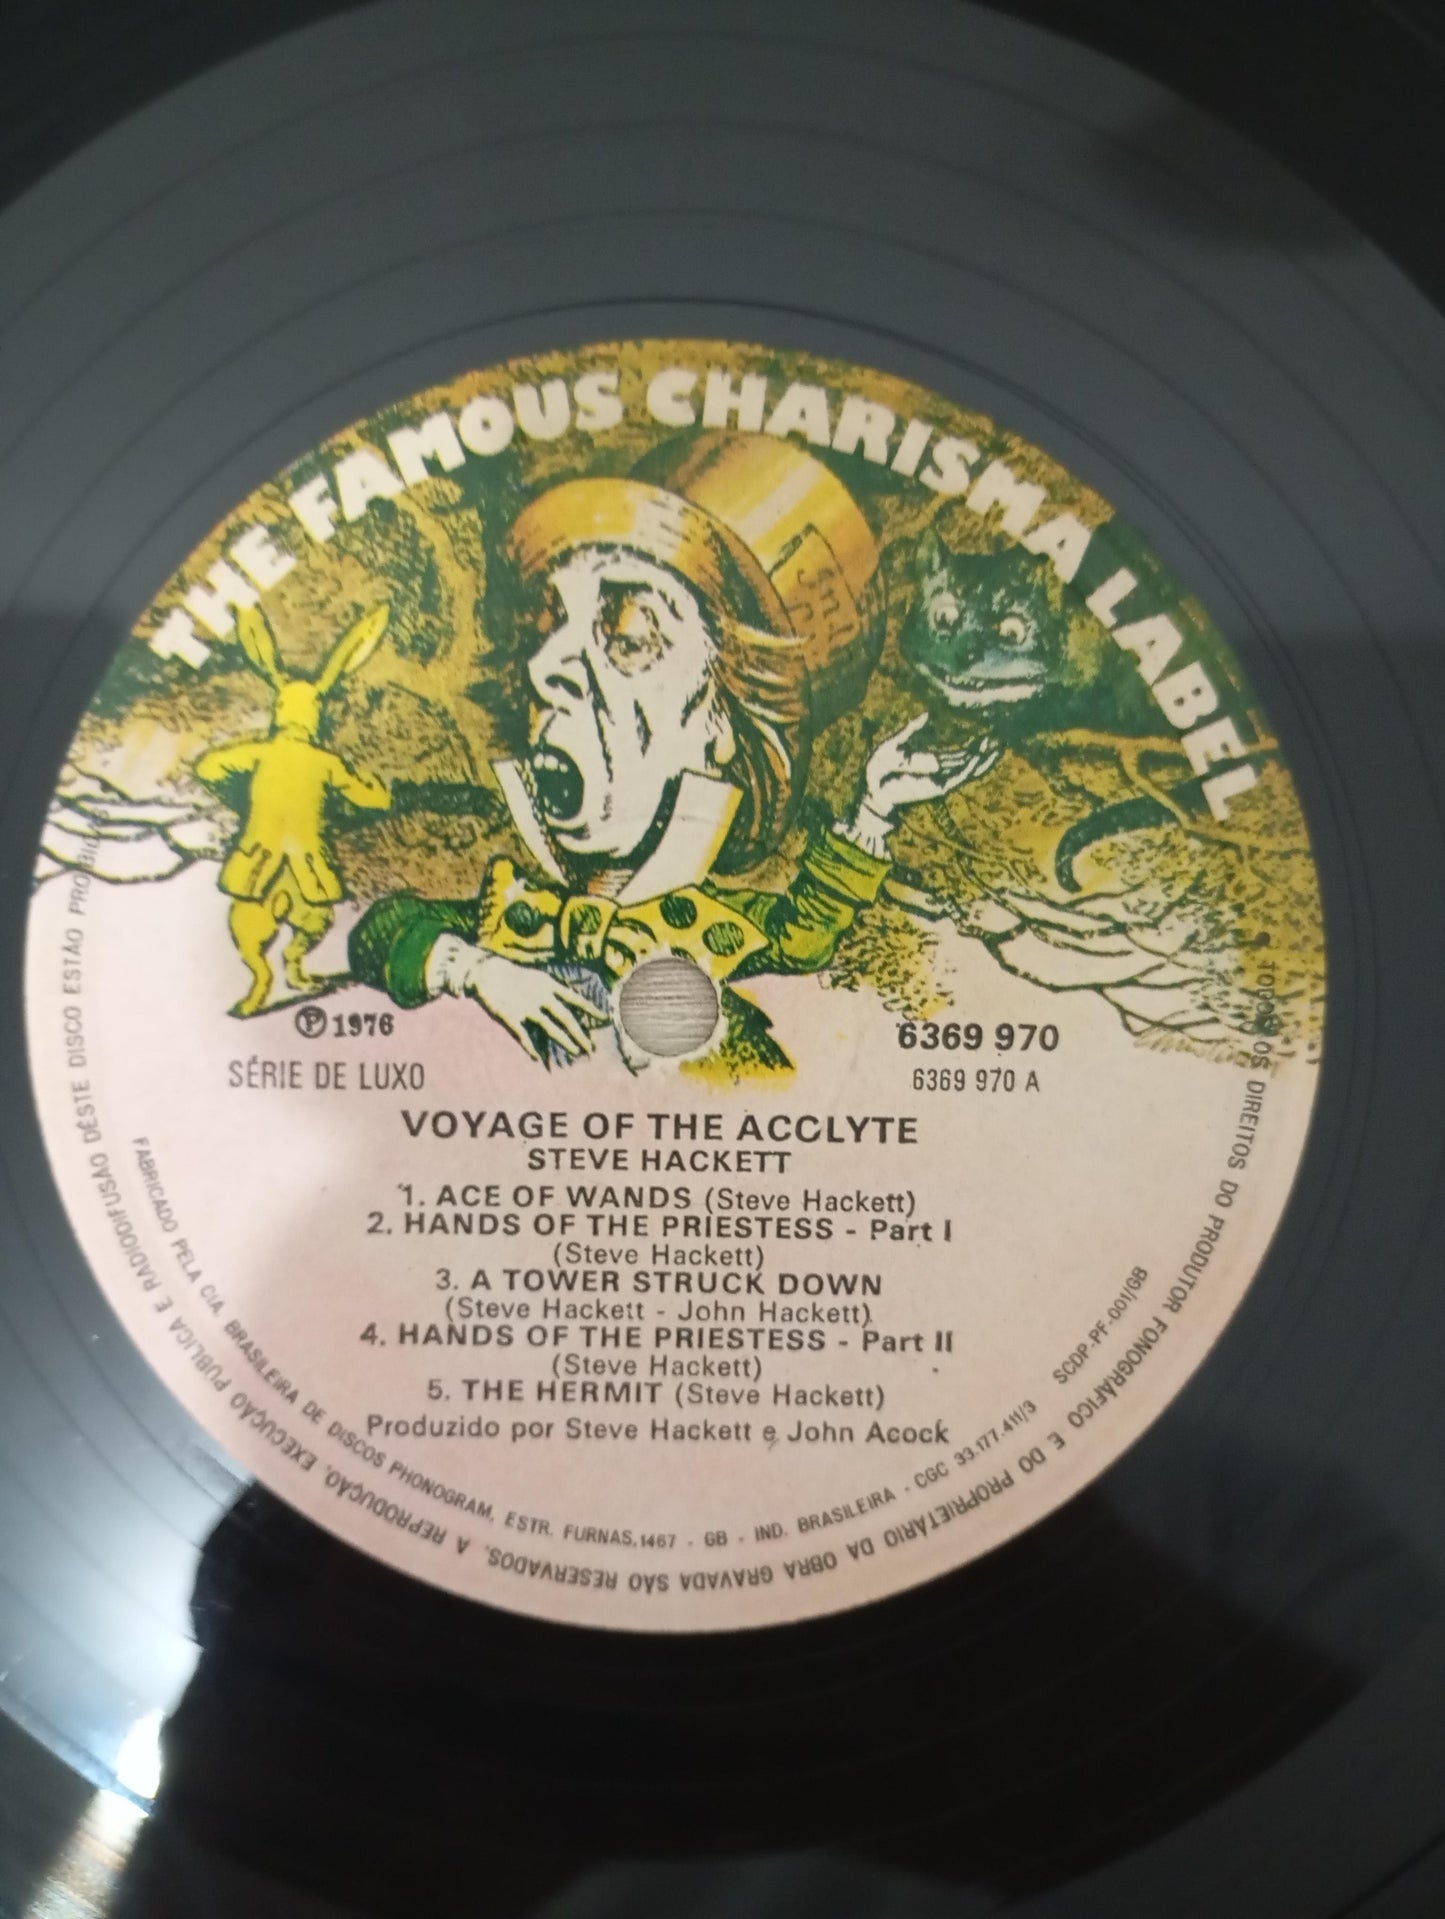 THE FAMOUS CHARISMA LABEL
℗ 1976
SÉRIE DE LUXO
6369 970
6369 970 A
VOYAGE OF THE ACCLYTE
STEVE HACKETT
1. ACE OF WANDS (Steve Hackett)
2. HANDS OF THE PRIESTESS - Part I
(Steve Hackett)
3. A TOWER STRUCK DOWN
(Steve Hackett - John Hackett)
4. HANDS OF THE PRIESTESS - Part II
(Steve Hackett)
5. THE HERMIT (Steve Hackett)
Produzido por Steve Hackett e John Acock
FABRICADO PELA CIA. BRASILEIRA DE DISCOS PHONOGRAM, ESTR. FURNAS, 1467 - GB - IND. BRASILEIRA - CGC 33.177.411/3 SCDP-PF-001/GB
TODOS OS DIREITOS DO PRODUTOR FONOGRÁFICO E DO PROPRIETÁRIO DA OBRA GRAVADA SÃO RESERVADOS. A REPRODUÇÃO, EXECUÇÃO PÚBLICA E RADIODIFUSÃO DÊSTE DISCO ESTÃO